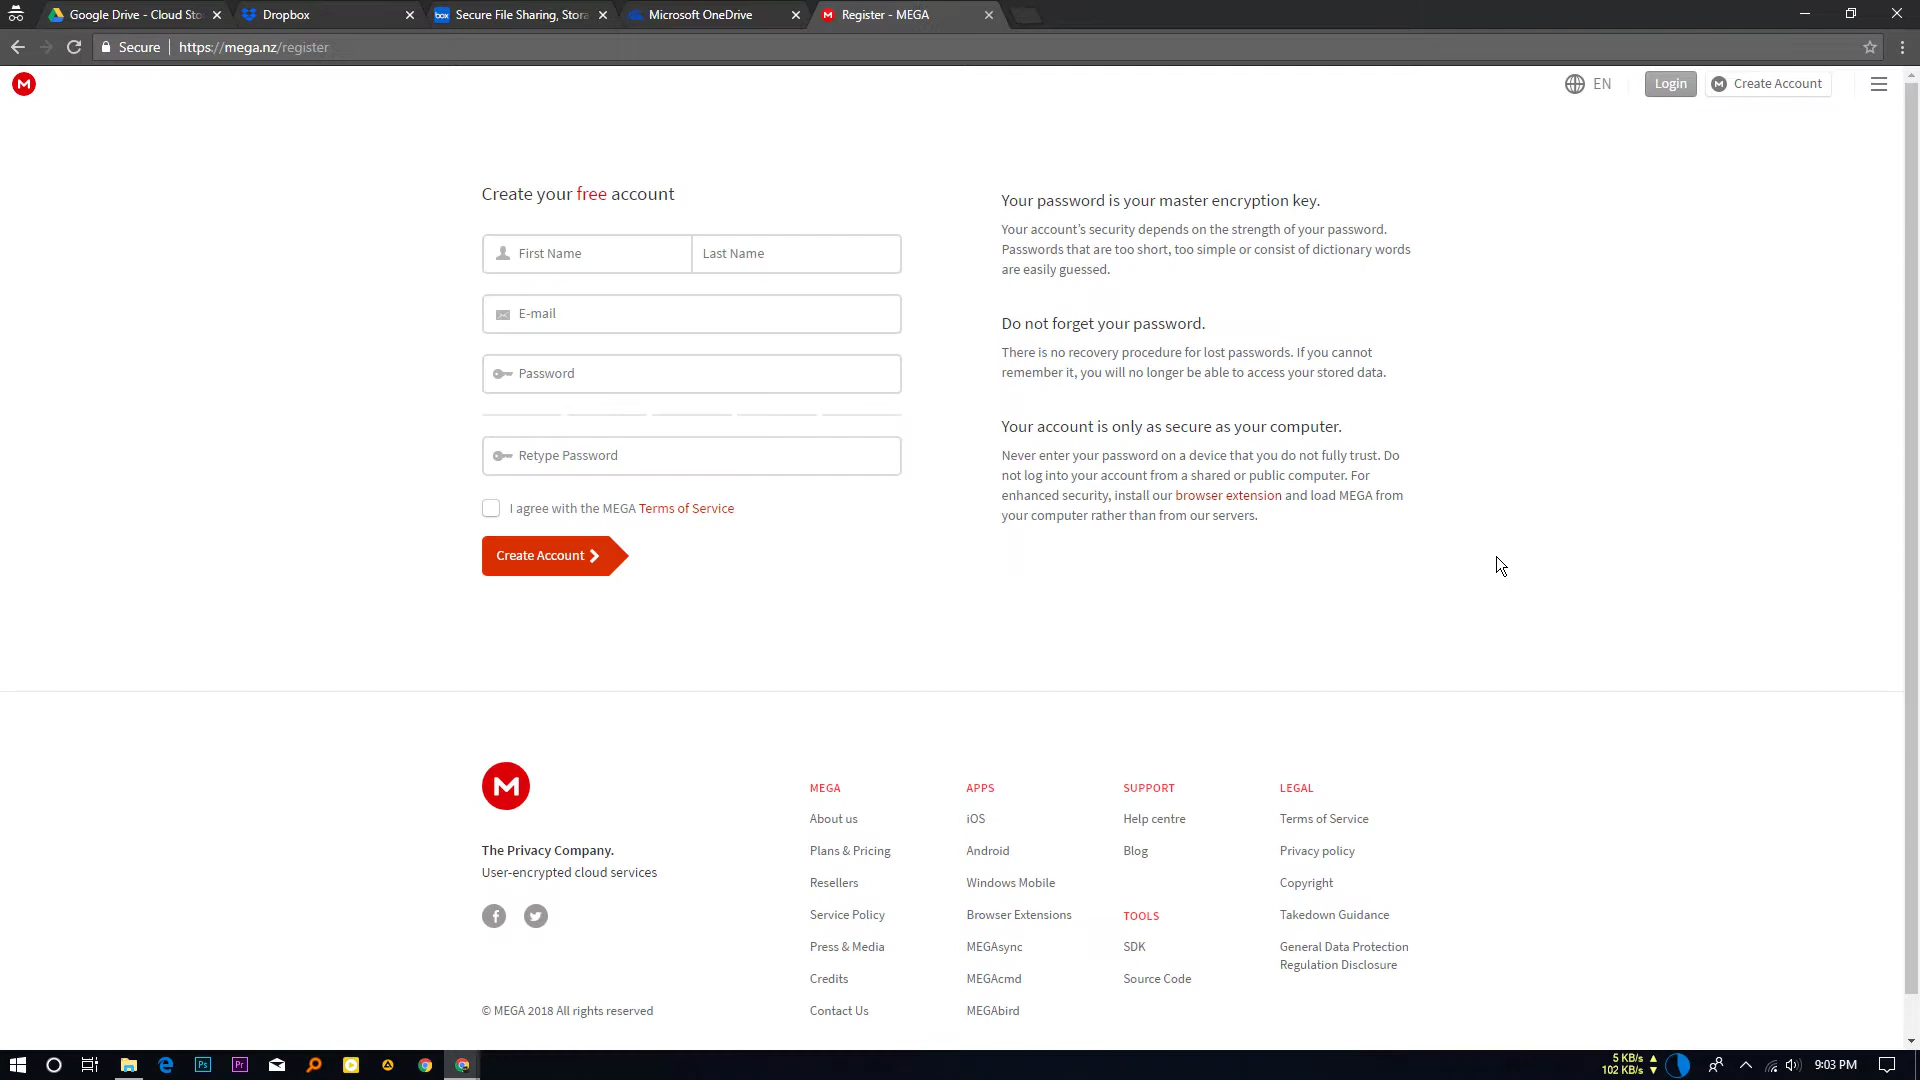 Google Drive - Cloud Sto
Dropbox
Secure File Sharing, Stora
Microsoft OneDrive
Register - MEGA
Secure
https://mega.nz/register
M
EN
Login
M Create Account
Create your free account
First Name
Last Name
E-mail
Password
Retype Password
I agree with the MEGA Terms of Service
Create Account
Your password is your master encryption key.
Your account’s security depends on the strength of your password.
Passwords that are too short, too simple or consist of dictionary words
are easily guessed.
Do not forget your password.
There is no recovery procedure for lost passwords. If you cannot
remember it, you will no longer be able to access your stored data.
Your account is only as secure as your computer.
Never enter your password on a device that you do not fully trust. Do
not log into your account from a shared or public computer. For
enhanced security, install our browser extension and load MEGA from
your computer rather than from our servers.
M
The Privacy Company.
User-encrypted cloud services
© MEGA 2018 All rights reserved
MEGA
About us
Plans & Pricing
Resellers
Service Policy
Press & Media
Credits
Contact Us
APPS
iOS
Android
Windows Mobile
Browser Extensions
MEGAsync
MEGAcmd
MEGAbird
SUPPORT
Help centre
Blog
TOOLS
SDK
Source Code
LEGAL
Terms of Service
Privacy policy
Copyright
Takedown Guidance
General Data Protection
Regulation Disclosure
Ps
Pr
5 KB/s
102 KB/s
9:03 PM